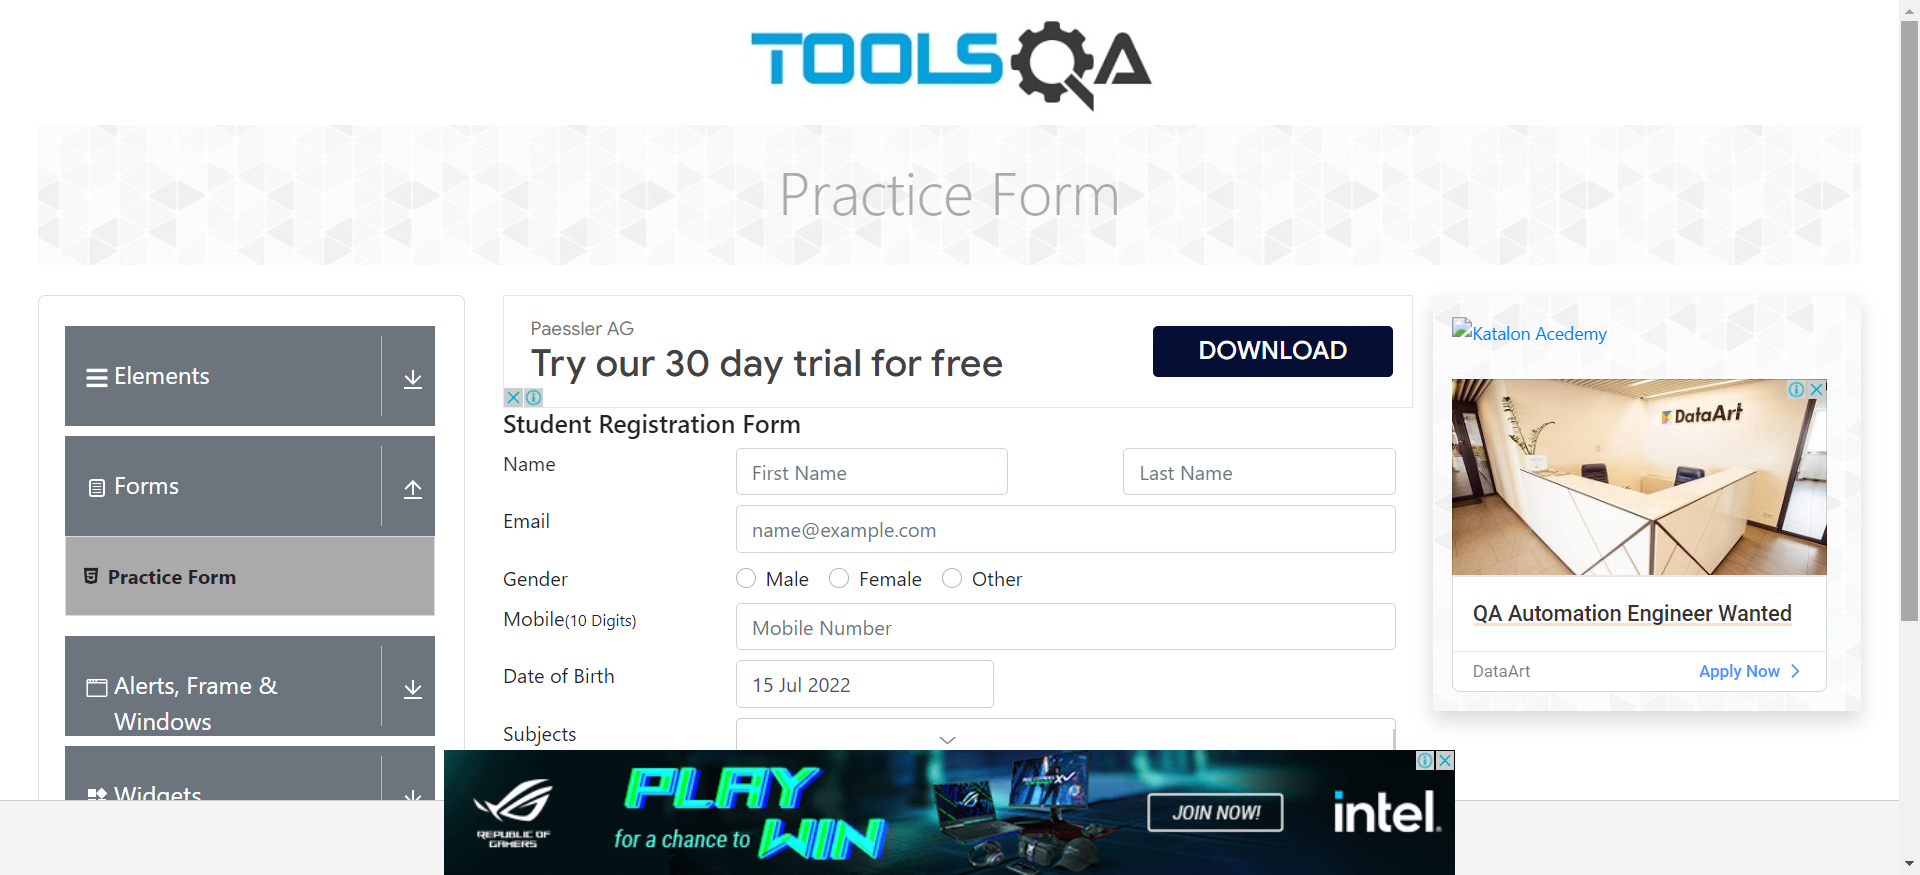 TOOLSQA
Practice Form
Elements
Forms
Practice Form
Alerts, Frame &
Windows
Widgets
Paessler AG
Try our 30 day trial for free
DOWNLOAD
Student Registration Form
Name
First Name
Last Name
Email
name@example.com
Gender
Male
Female
Other
Mobile(10 Digits)
Mobile Number
Date of Birth
15 Jul 2022
Subjects
Katalon Acedemy
DataArt
QA Automation Engineer Wanted
DataArt
Apply Now
REPUBLIC OF
GAMERS
PLAY
for a chance to WIN
JOIN NOW!
intel.